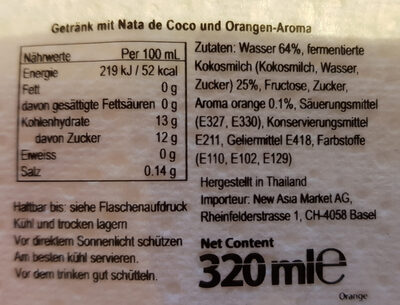 Getränk mit Nata de Coco und Orangen-Aroma
Nährwerte Per 100 mL
Energie 219 kJ / 52 kcal
Fett 0 g
davon gesättigte Fettsäuren 0 g
Kohlenhydrate 13 g
davon Zucker 12 g
Eiweiss 0 g
Salz 0.14 g
Haltbar bis: siehe Flaschenaufdruck
Kühl und trocken lagern
Vor direktem Sonnenlicht schützen
Am besten kühl servieren.
Vor dem trinken gut schütteln.
Zutaten: Wasser 64%, fermentierte
Kokosmilch (Kokosmilch, Wasser,
Zucker) 25%, Fructose, Zucker,
Aroma orange 0.1%, Säuerungsmittel
(E327, E330), Konservierungsmittel
E211, Geliermittel E418, Farbstoffe
(E110, E102, E129)
Hergestellt in Thailand
Importeur: New Asia Market AG,
Rheinfelderstrasse 1, CH-4058 Basel
Net Content
320 ml℮
Orange